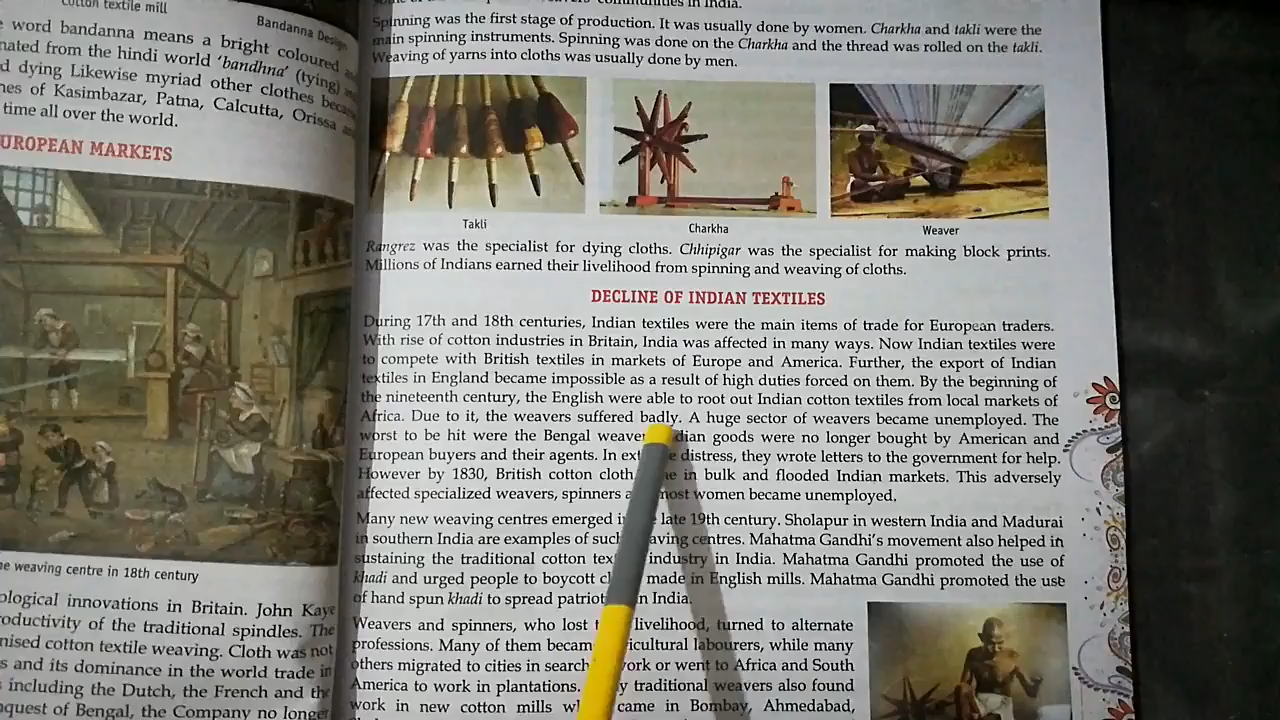 cotton textile mill
Bandanna Design
word bandanna means a bright coloured
nated from the hindi world 'bandhna' (tying)
d dying Likewise myriad other clothes
nes of Kasimbazar, Patna, Calcutta, Orissa
time all over the world.
UROPEAN MARKETS
e weaving centre in 18th century
ological innovations in Britain. John Kaye
roductivity of the traditional spindles. The
nised cotton textile weaving. Cloth was not
s and its dominance in the world trade in
including the Dutch, the French and the
nquest of Bengal, the Company no longer
communities in India.
Spinning was the first stage of production. It was usually done by women. Charkha and takli were the
main spinning instruments. Spinning was done on the Charkha and the thread was rolled on the takli.
Weaving of yarns into cloths was usually done by men.
Takli
Charkha
Weaver
Rangrez was the specialist for dying cloths. Chhipigar was the specialist for making block prints.
Millions of Indians earned their livelihood from spinning and weaving of cloths.
DECLINE OF INDIAN TEXTILES
During 17th and 18th centuries, Indian textiles were the main items of trade for European traders.
With rise of cotton industries in Britain, India was affected in many ways. Now Indian textiles were
to compete with British textiles in markets of Europe and America. Further, the export of Indian
textiles in England became impossible as a result of high duties forced on them. By the beginning of
the nineteenth century, the English were able to root out Indian cotton textiles from local markets of
Africa. Due to it, the weavers suffered badly. A huge sector of weavers became unemployed. The
worst to be hit were the Bengal weaver dian goods were no longer bought by American and
European buyers and their agents. In ext e distress, they wrote letters to the government for help.
However by 1830, British cotton cloth e in bulk and flooded Indian markets. This adversely
affected specialized weavers, spinners a most women became unemployed.
Many new weaving centres emerged i late 19th century. Sholapur in western India and Madurai
in southern India are examples of such aving centres. Mahatma Gandhi's movement also helped in
sustaining the traditional cotton tex industry in India. Mahatma Gandhi promoted the use of
khadi and urged people to boycott cl made in English mills. Mahatma Gandhi promoted the use
of hand spun khadi to spread patriot n India.
Weavers and spinners, who lost t livelihood, turned to alternate
professions. Many of them becam icultural labourers, while many
others migrated to cities in search ork or went to Africa and South
America to work in plantations. y traditional weavers also found
work in new cotton mills wh came in Bombay, Ahmedabad,